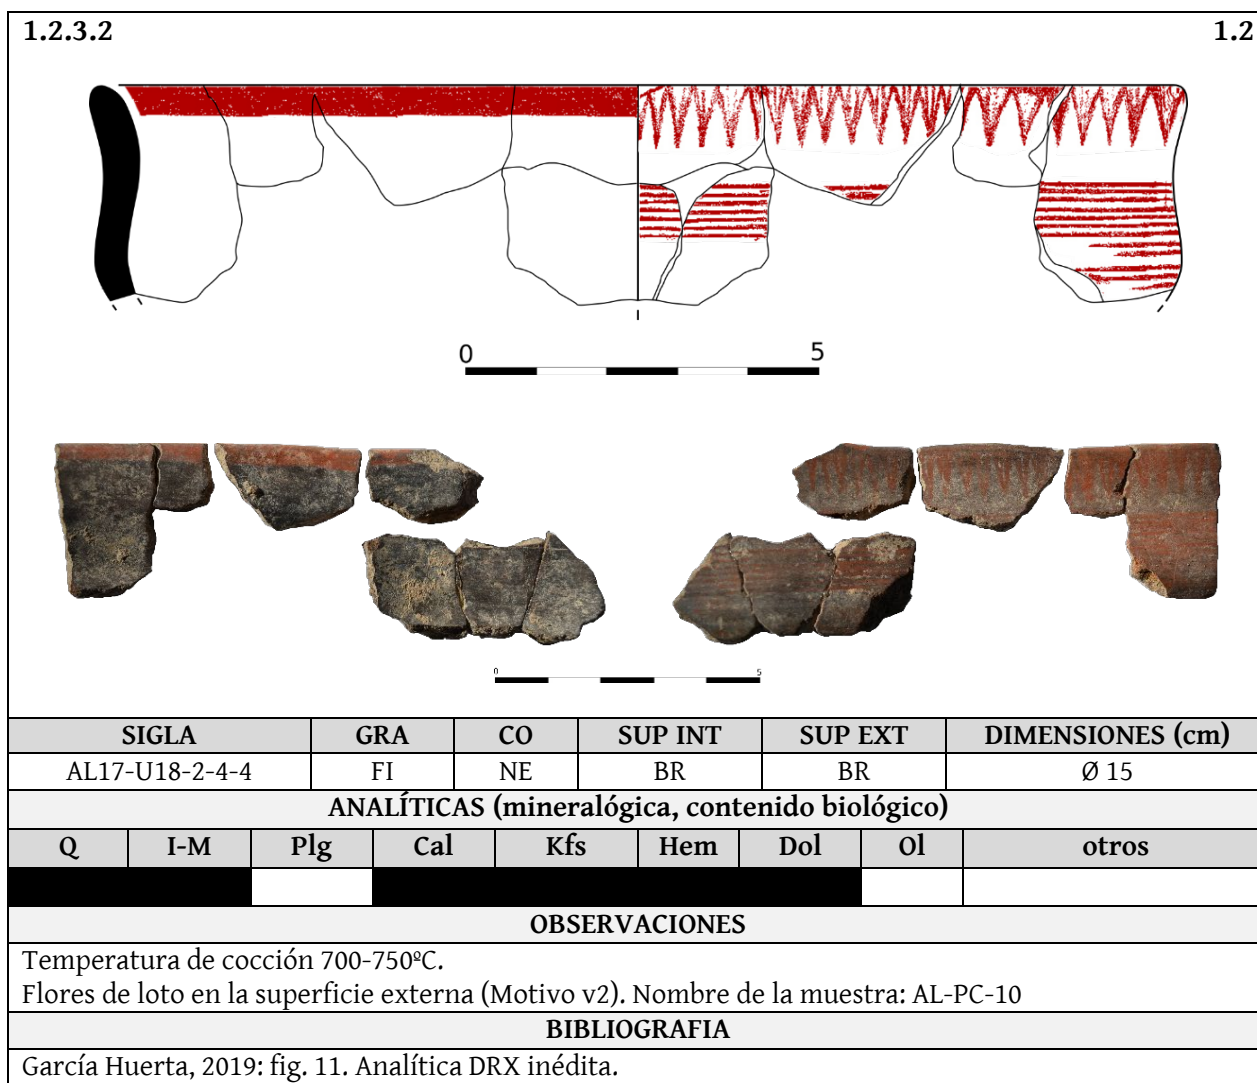 1.2.3.2 1.2
0 5
0 5
SIGLA GRA CO SUP INT SUP EXT DIMENSIONES (cm)
AL17-U18-2-4-4 FI NE BR BR Ø 15
ANALÍTICAS (mineralógica, contenido biológico)
Q I-M Plg Cal Kfs Hem Dol Ol otros
OBSERVACIONES
Temperatura de cocción 700-750ºC.
Flores de loto en la superficie externa (Motivo v2). Nombre de la muestra: AL-PC-10
BIBLIOGRAFIA
García Huerta, 2019: fig. 11. Analítica DRX inédita.